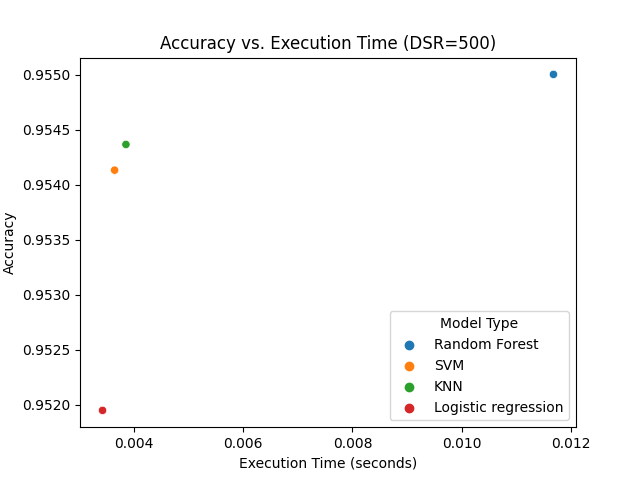 Accuracy vs. Execution Time (DSR=500)
0.9550
0.9545
0.9540
0.9535
0.9530
0.9525
0.9520
Accuracy
Model Type
Random Forest
SVM
KNN
Logistic regression
0.004 0.006 0.008 0.010 0.012
Execution Time (seconds)